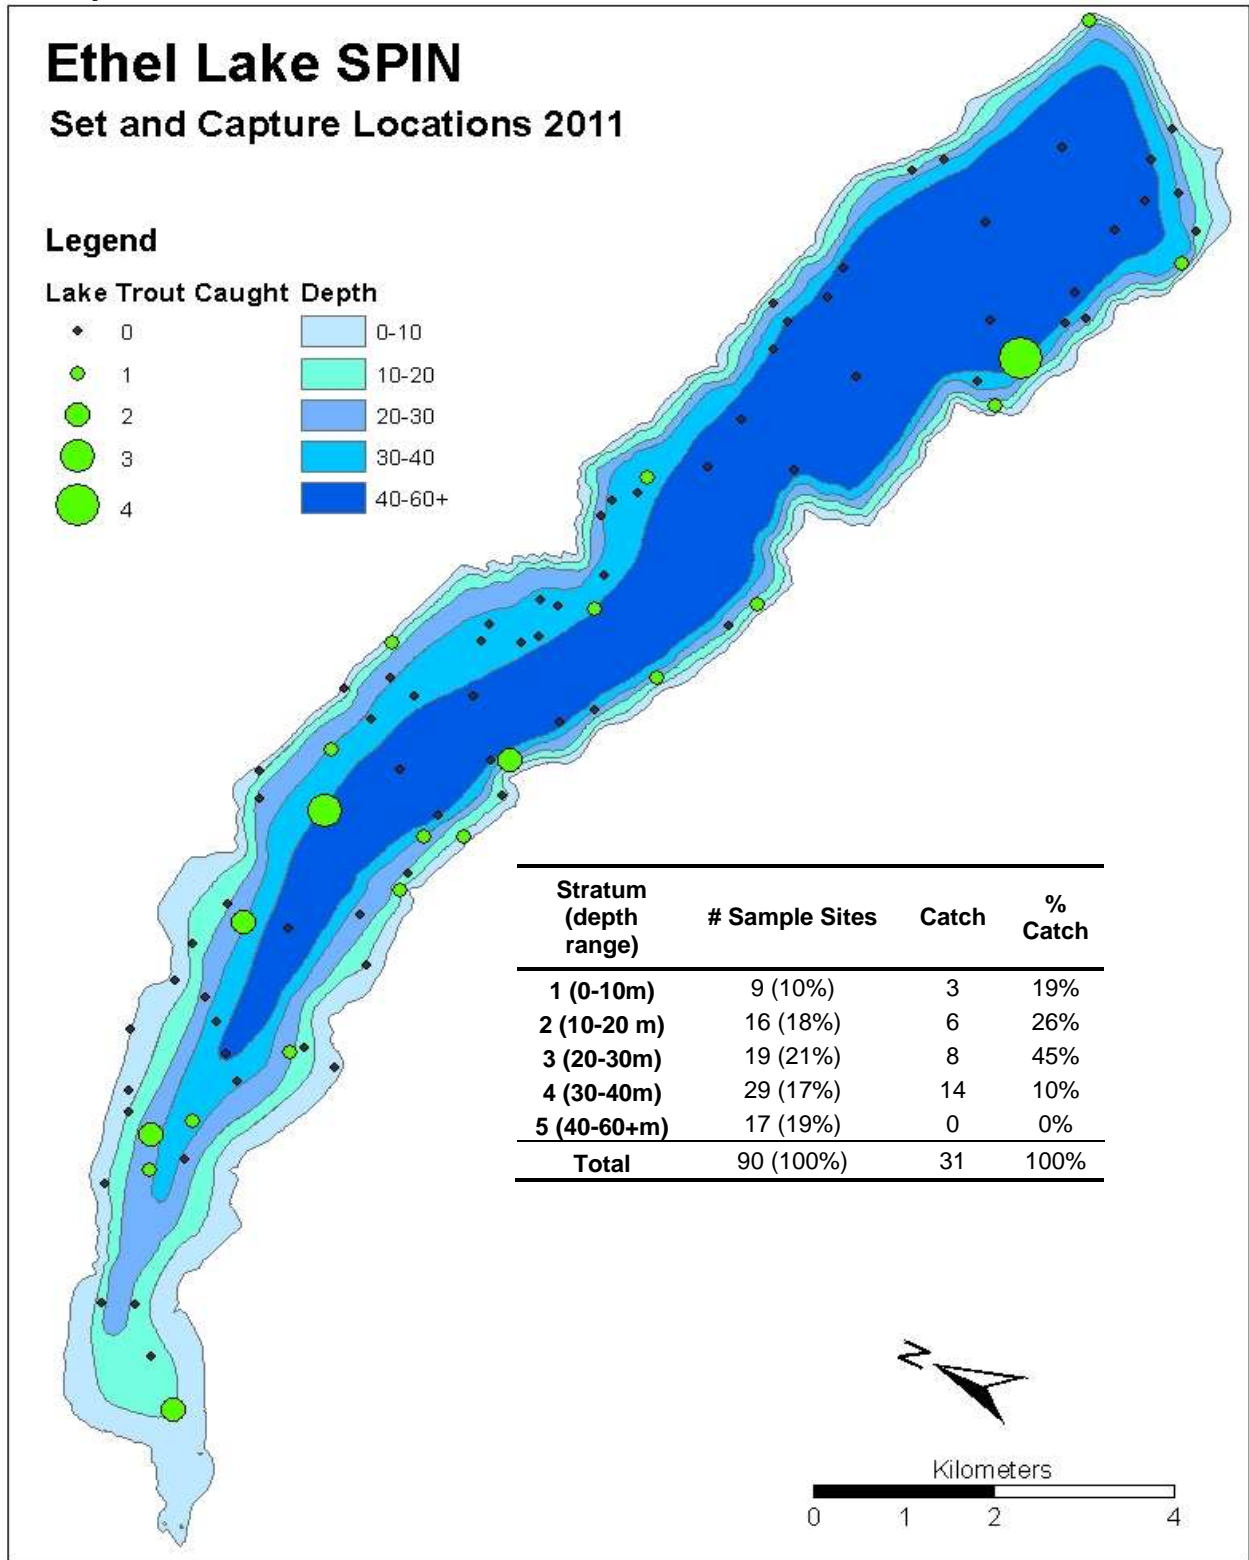 Ethel Lake SPIN
Set and Capture Locations 2011
Legend
Lake Trout Caught Depth
0 0-10
1 10-20
2 20-30
3 30-40
4 40-60+
Stratum
(depth
range) # Sample Sites Catch %
Catch
1 (0-10m) 9 (10%) 3 19%
2 (10-20 m) 16 (18%) 6 26%
3 (20-30m) 19 (21%) 8 45%
4 (30-40m) 29 (17%) 14 10%
5 (40-60+m) 17 (19%) 0 0%
Total 90 (100%) 31 100%
N
Kilometers
0 1 2 4